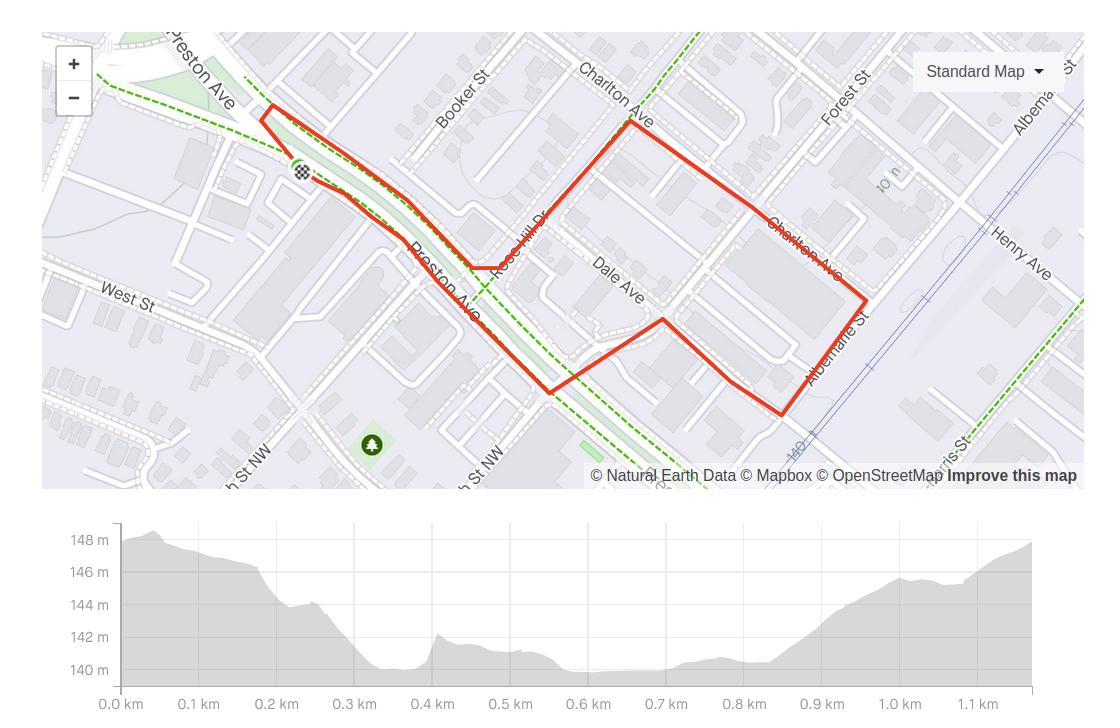 +
−
Standard Map
Preston Ave
Booker St
Charlton Ave
Forest St
St
10
Rose Hill Dr
Charlton Ave
Henry Ave
Dale Ave
Preston Ave
West St
Albemarle St
140
St NW
St NW
© Natural Earth Data © Mapbox © OpenStreetMap Improve this map
148 m
146 m
144 m
142 m
140 m
0.0 km 0.1 km 0.2 km 0.3 km 0.4 km 0.5 km 0.6 km 0.7 km 0.8 km 0.9 km 1.0 km 1.1 km